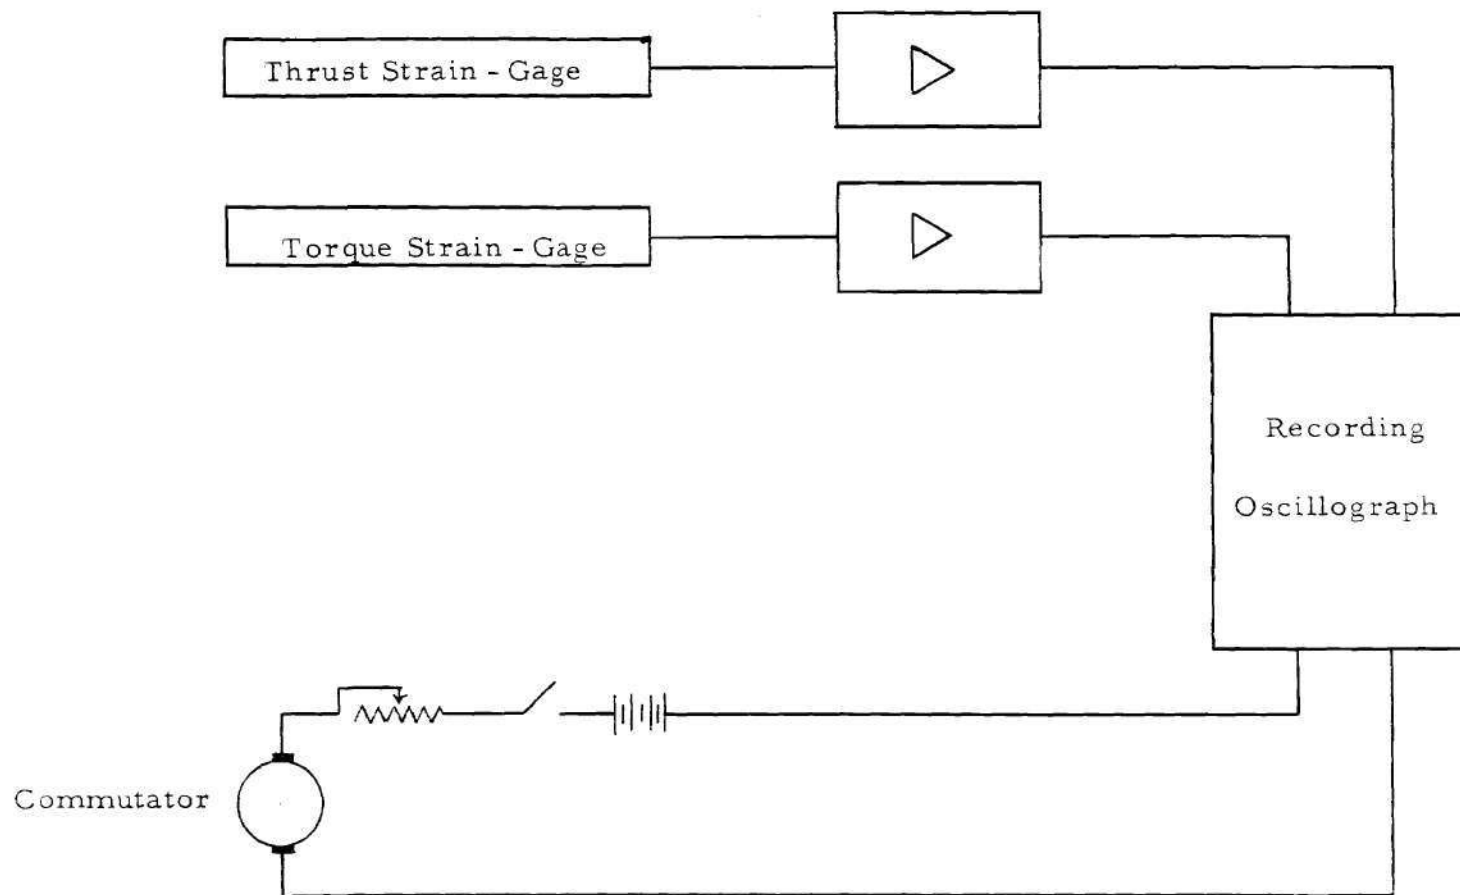 Thrust Strain - Gage
Torque Strain - Gage
Recording
Oscillograph
Commutator